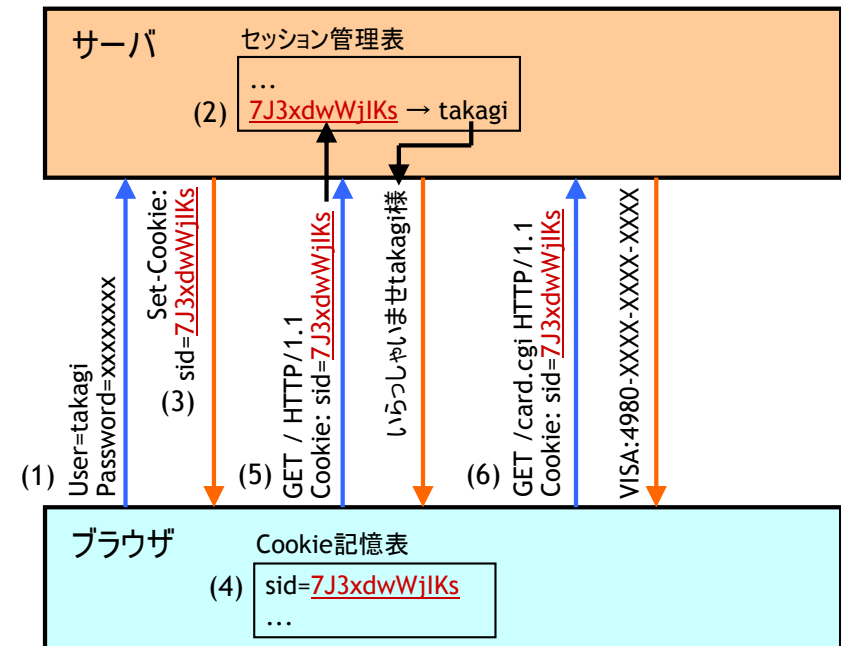 サーバ
セッション管理表
...
(2)
7J3xdwWjIKs → takagi
(1)
User=takagi
Password=xxxxxxxxx
(3)
Set-Cookie:
sid=7J3xdwWjIKs
(5)
GET / HTTP/1.1
Cookie: sid=7J3xdwWjIKs
いらっしゃいませtakagi様
(6)
GET /card.cgi HTTP/1.1
Cookie: sid=7J3xdwWjIKs
VISA:4980-XXXX-XXXX-XXXX
ブラウザ
Cookie記憶表
(4)
sid=7J3xdwWjIKs
...